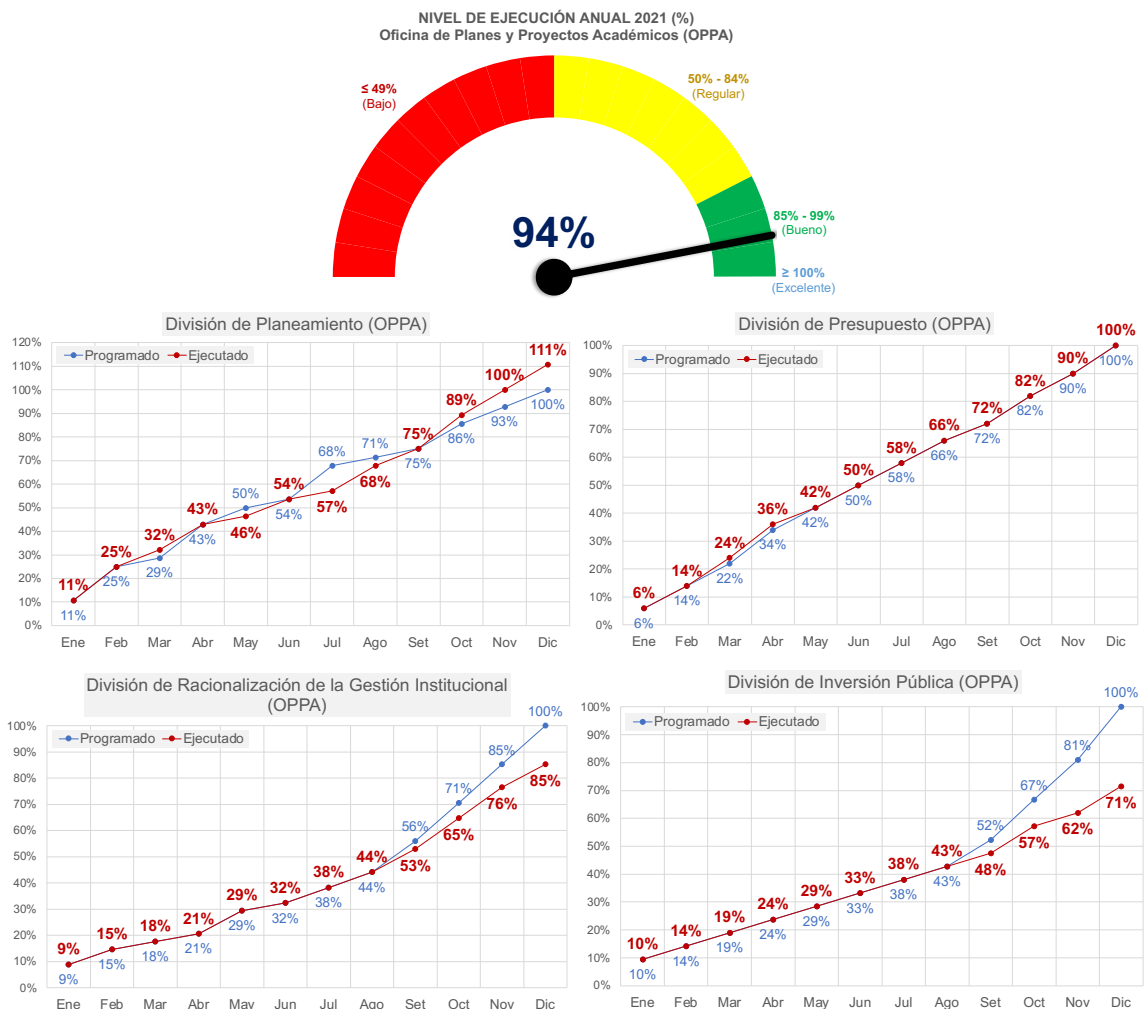 NIVEL DE EJECUCIÓN ANUAL 2021 (%)
Oficina de Planes y Proyectos Académicos (OPPA)
≤ 49%
(Bajo)
50% - 84%
(Regular)
85% - 99%
(Bueno)
≥ 100%
(Excelente)
94%
División de Planeamiento (OPPA)
Programado Ejecutado
120%
110%
100%
90%
80%
70%
60%
50%
40%
30%
20%
10%
0%
11% 25% 32% 43% 46% 54% 57% 68% 75% 89% 100% 111%
11% 25% 29% 43% 50% 54% 68% 71% 75% 86% 93% 100%
Ene Feb Mar Abr May Jun Jul Ago Set Oct Nov Dic
División de Presupuesto (OPPA)
Programado Ejecutado
100%
90%
80%
70%
60%
50%
40%
30%
20%
10%
0%
6% 14% 24% 36% 42% 50% 58% 66% 72% 82% 90% 100%
6% 14% 22% 34% 42% 50% 58% 66% 72% 82% 90% 100%
Ene Feb Mar Abr May Jun Jul Ago Set Oct Nov Dic
División de Racionalización de la Gestión Institucional
(OPPA)
Programado Ejecutado
100%
90%
80%
70%
60%
50%
40%
30%
20%
10%
0%
9% 15% 18% 21% 29% 32% 38% 44% 53% 65% 76% 85%
9% 15% 18% 21% 29% 32% 38% 44% 56% 71% 85% 100%
Ene Feb Mar Abr May Jun Jul Ago Set Oct Nov Dic
División de Inversión Pública (OPPA)
Programado Ejecutado
100%
90%
80%
70%
60%
50%
40%
30%
20%
10%
0%
10% 14% 19% 24% 29% 33% 38% 43% 48% 57% 62% 71%
10% 14% 19% 24% 29% 33% 38% 43% 52% 67% 81% 100%
Ene Feb Mar Abr May Jun Jul Ago Set Oct Nov Dic